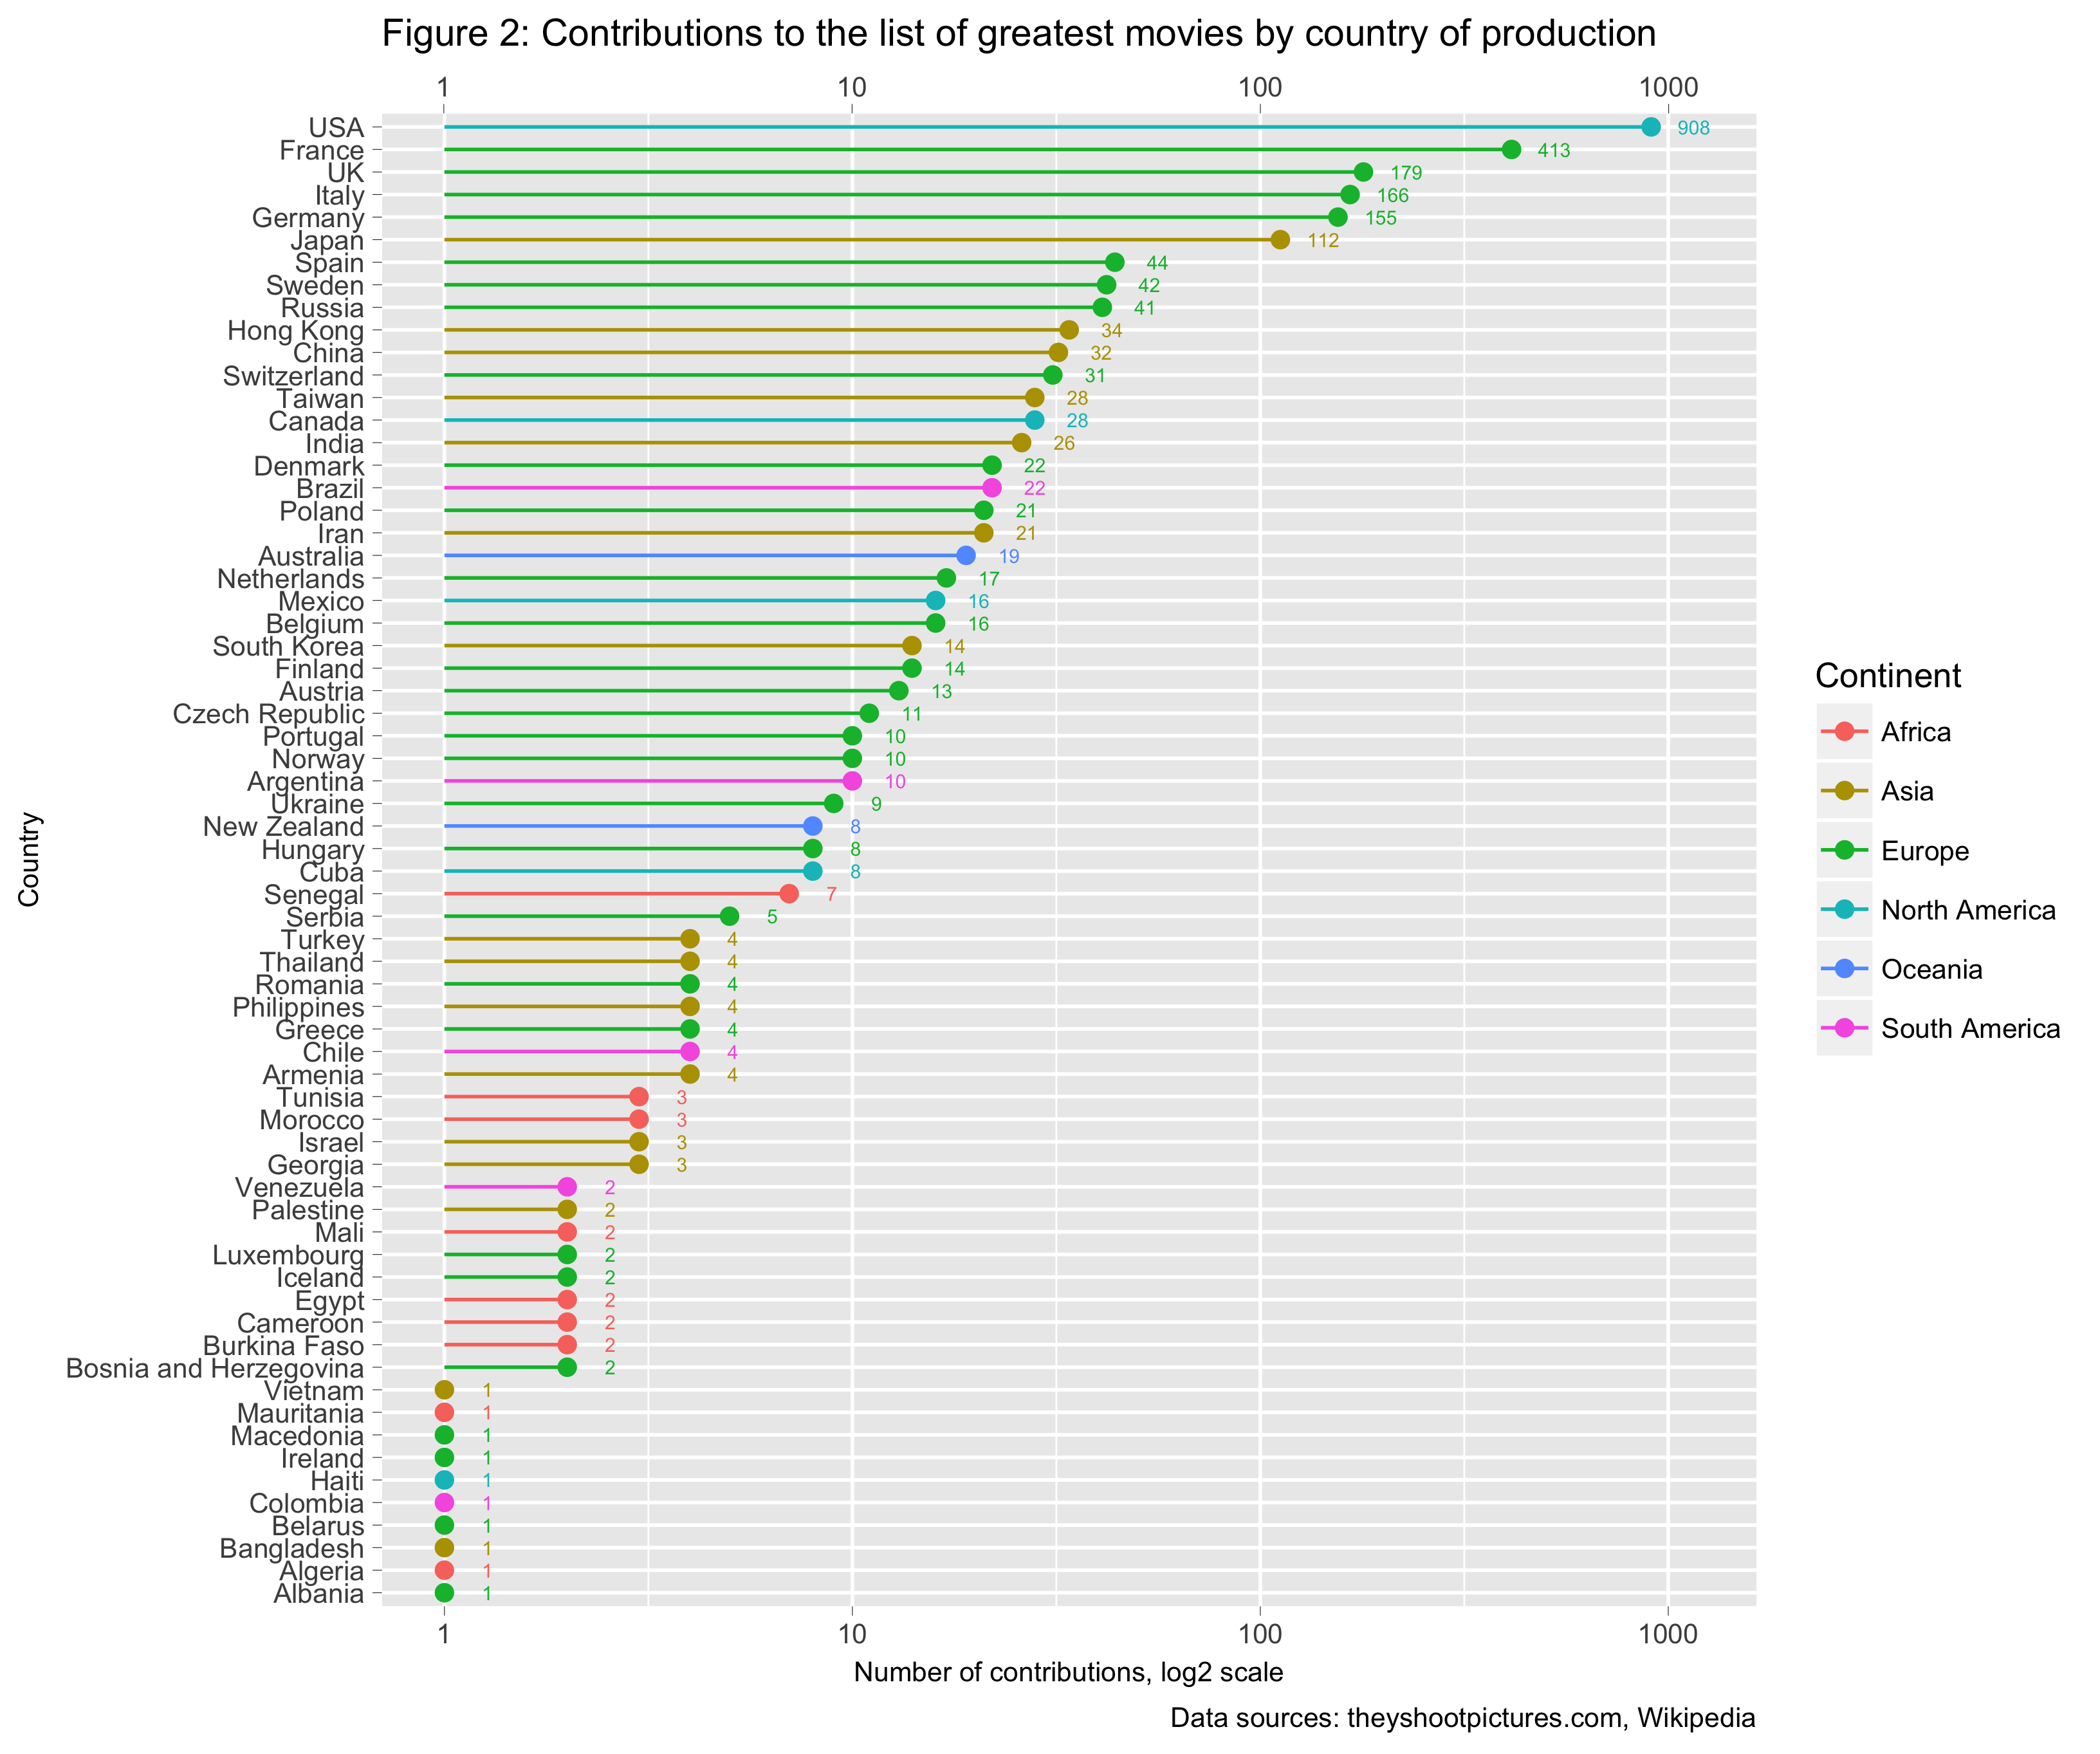 Figure 2: Contributions to the list of greatest movies by country of production
1 10 100 1000
USA 908
France 413
UK 179
Italy 166
Germany 155
Japan 112
Spain 44
Sweden 42
Russia 41
Hong Kong 34
China 32
Switzerland 31
Taiwan 28
Canada 28
India 26
Denmark 22
Brazil 22
Poland 21
Iran 21
Australia 19
Netherlands 17
Mexico 16
Belgium 16
South Korea 14
Finland 14
Austria 13
Czech Republic 11
Portugal 10
Norway 10
Argentina 10
Ukraine 9
New Zealand 8
Hungary 8
Cuba 8
Senegal 7
Serbia 5
Turkey 4
Thailand 4
Romania 4
Philippines 4
Greece 4
Chile 4
Armenia 4
Tunisia 3
Morocco 3
Israel 3
Georgia 3
Venezuela 2
Palestine 2
Mali 2
Luxembourg 2
Iceland 2
Egypt 2
Cameroon 2
Burkina Faso 2
Bosnia and Herzegovina 2
Vietnam 1
Mauritania 1
Macedonia 1
Ireland 1
Haiti 1
Colombia 1
Belarus 1
Bangladesh 1
Algeria 1
Albania 1
1 10 100 1000
Number of contributions, log2 scale
Data sources: theyshootpictures.com, Wikipedia
Country
Continent
Africa
Asia
Europe
North America
Oceania
South America